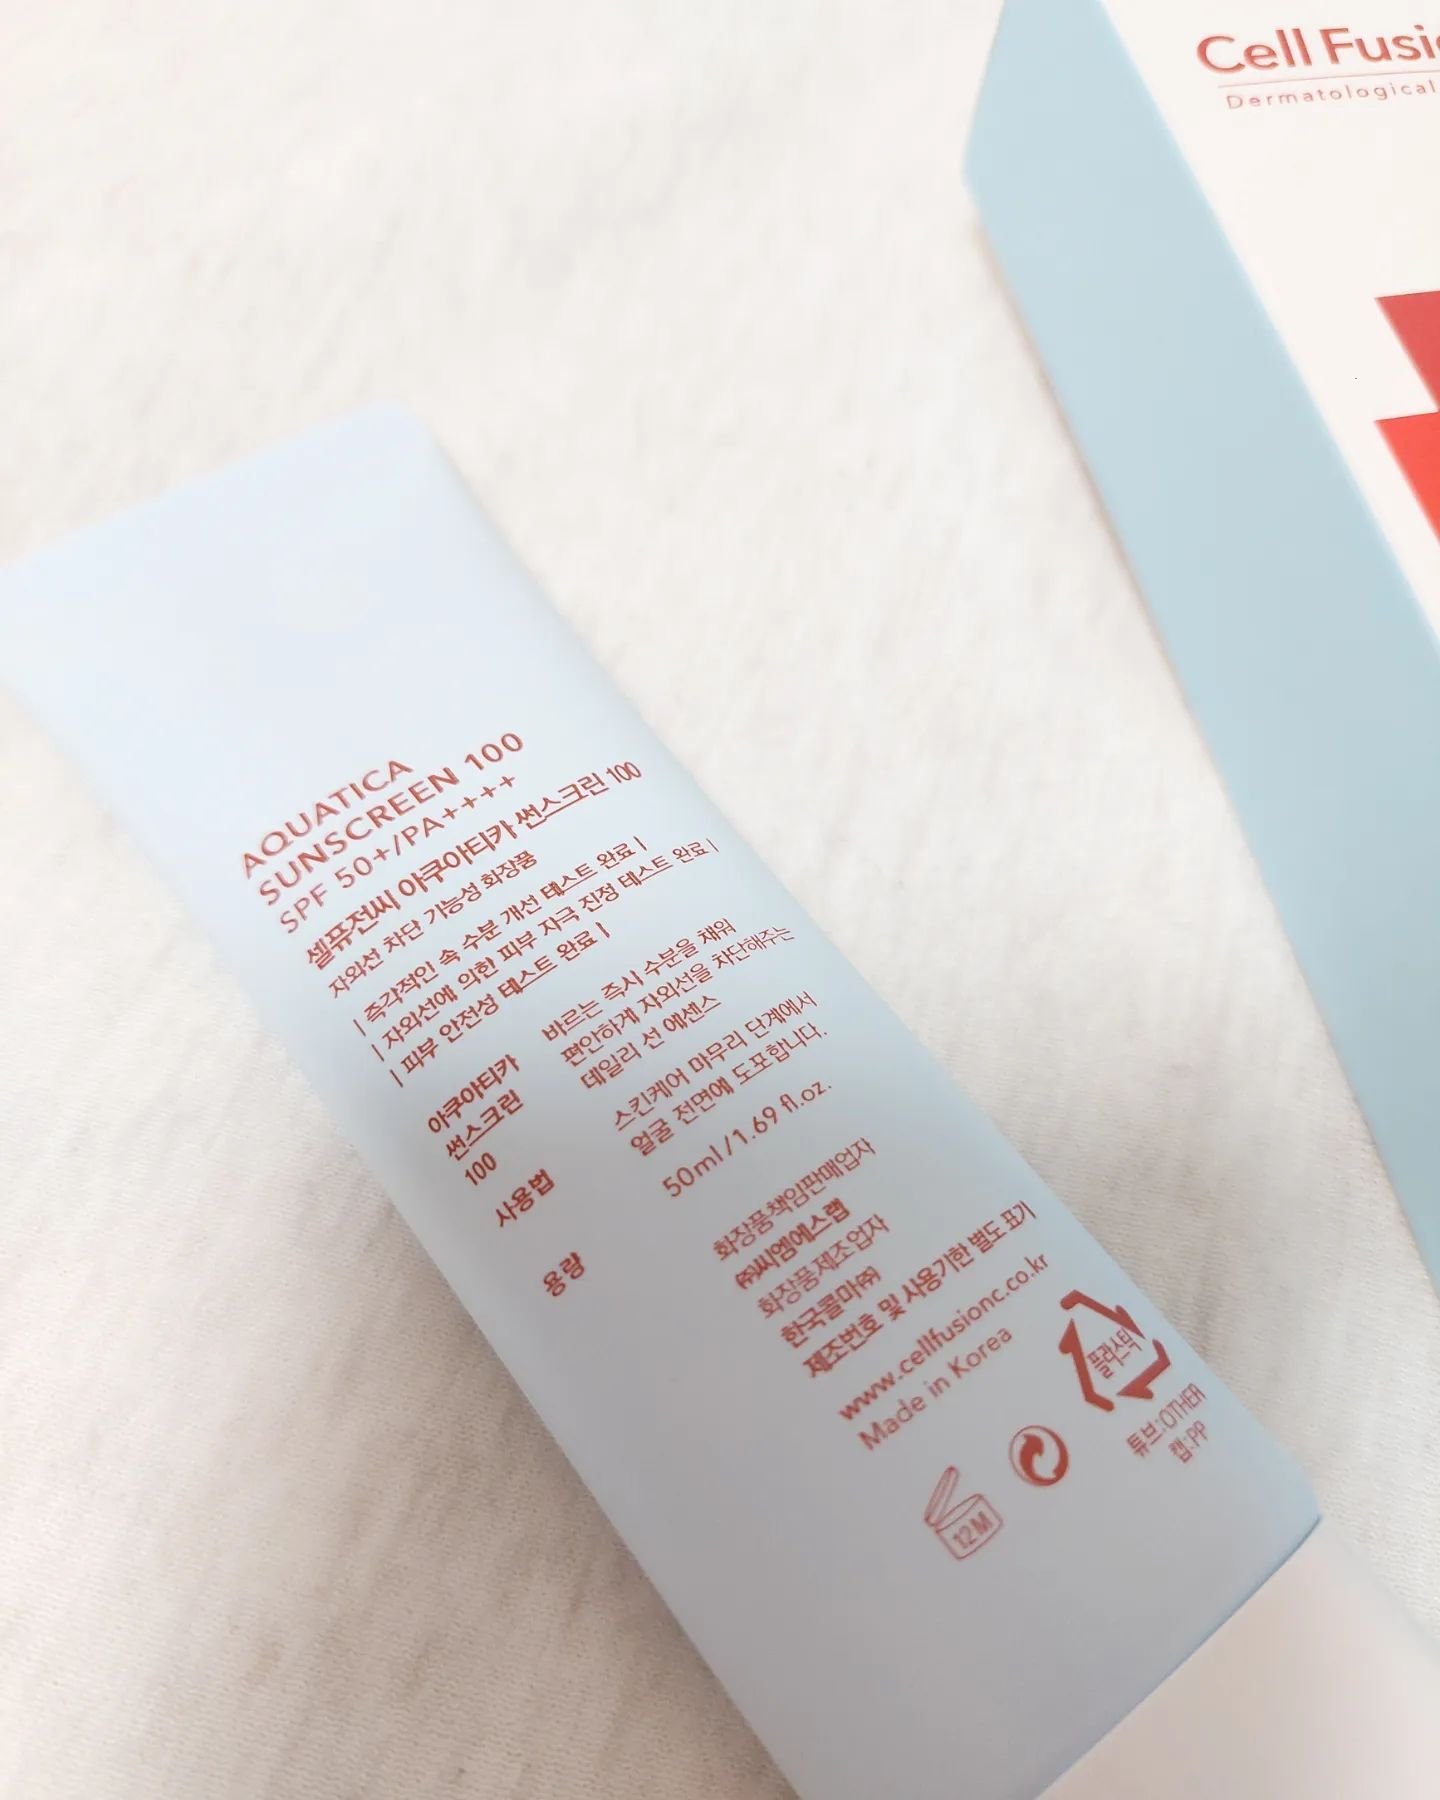 Cell Fusi
Dermatological
AQUATICA
SUNSCREEN 100
SPF 50+/PA++++
셀퓨전씨 아쿠아티카 썬스크린 100
자외선 차단 기능성 화장품
| 즉각적인 속 수분 개선 테스트 완료 |
| 자외선에 의한 피부 자극 진정 테스트 완료 |
| 피부 안전성 테스트 완료 |
아쿠아티카
썬스크린
100
바르는 즉시 수분을 채워
편안하게 자외선을 차단해주는
데일리 선 에센스
사용법
스킨케어 마무리 단계에서
얼굴 전면에 도포합니다.
용량
50ml/1.69 fl.oz.
화장품책임판매업자
㈜씨엠에스랩
화장품제조업자
한국콜마㈜
제조번호 및 사용기한 별도 표기
www.cellfusionc.co.kr
Made in Korea
플라스틱
튜브:OTHER
캡:PP
12M